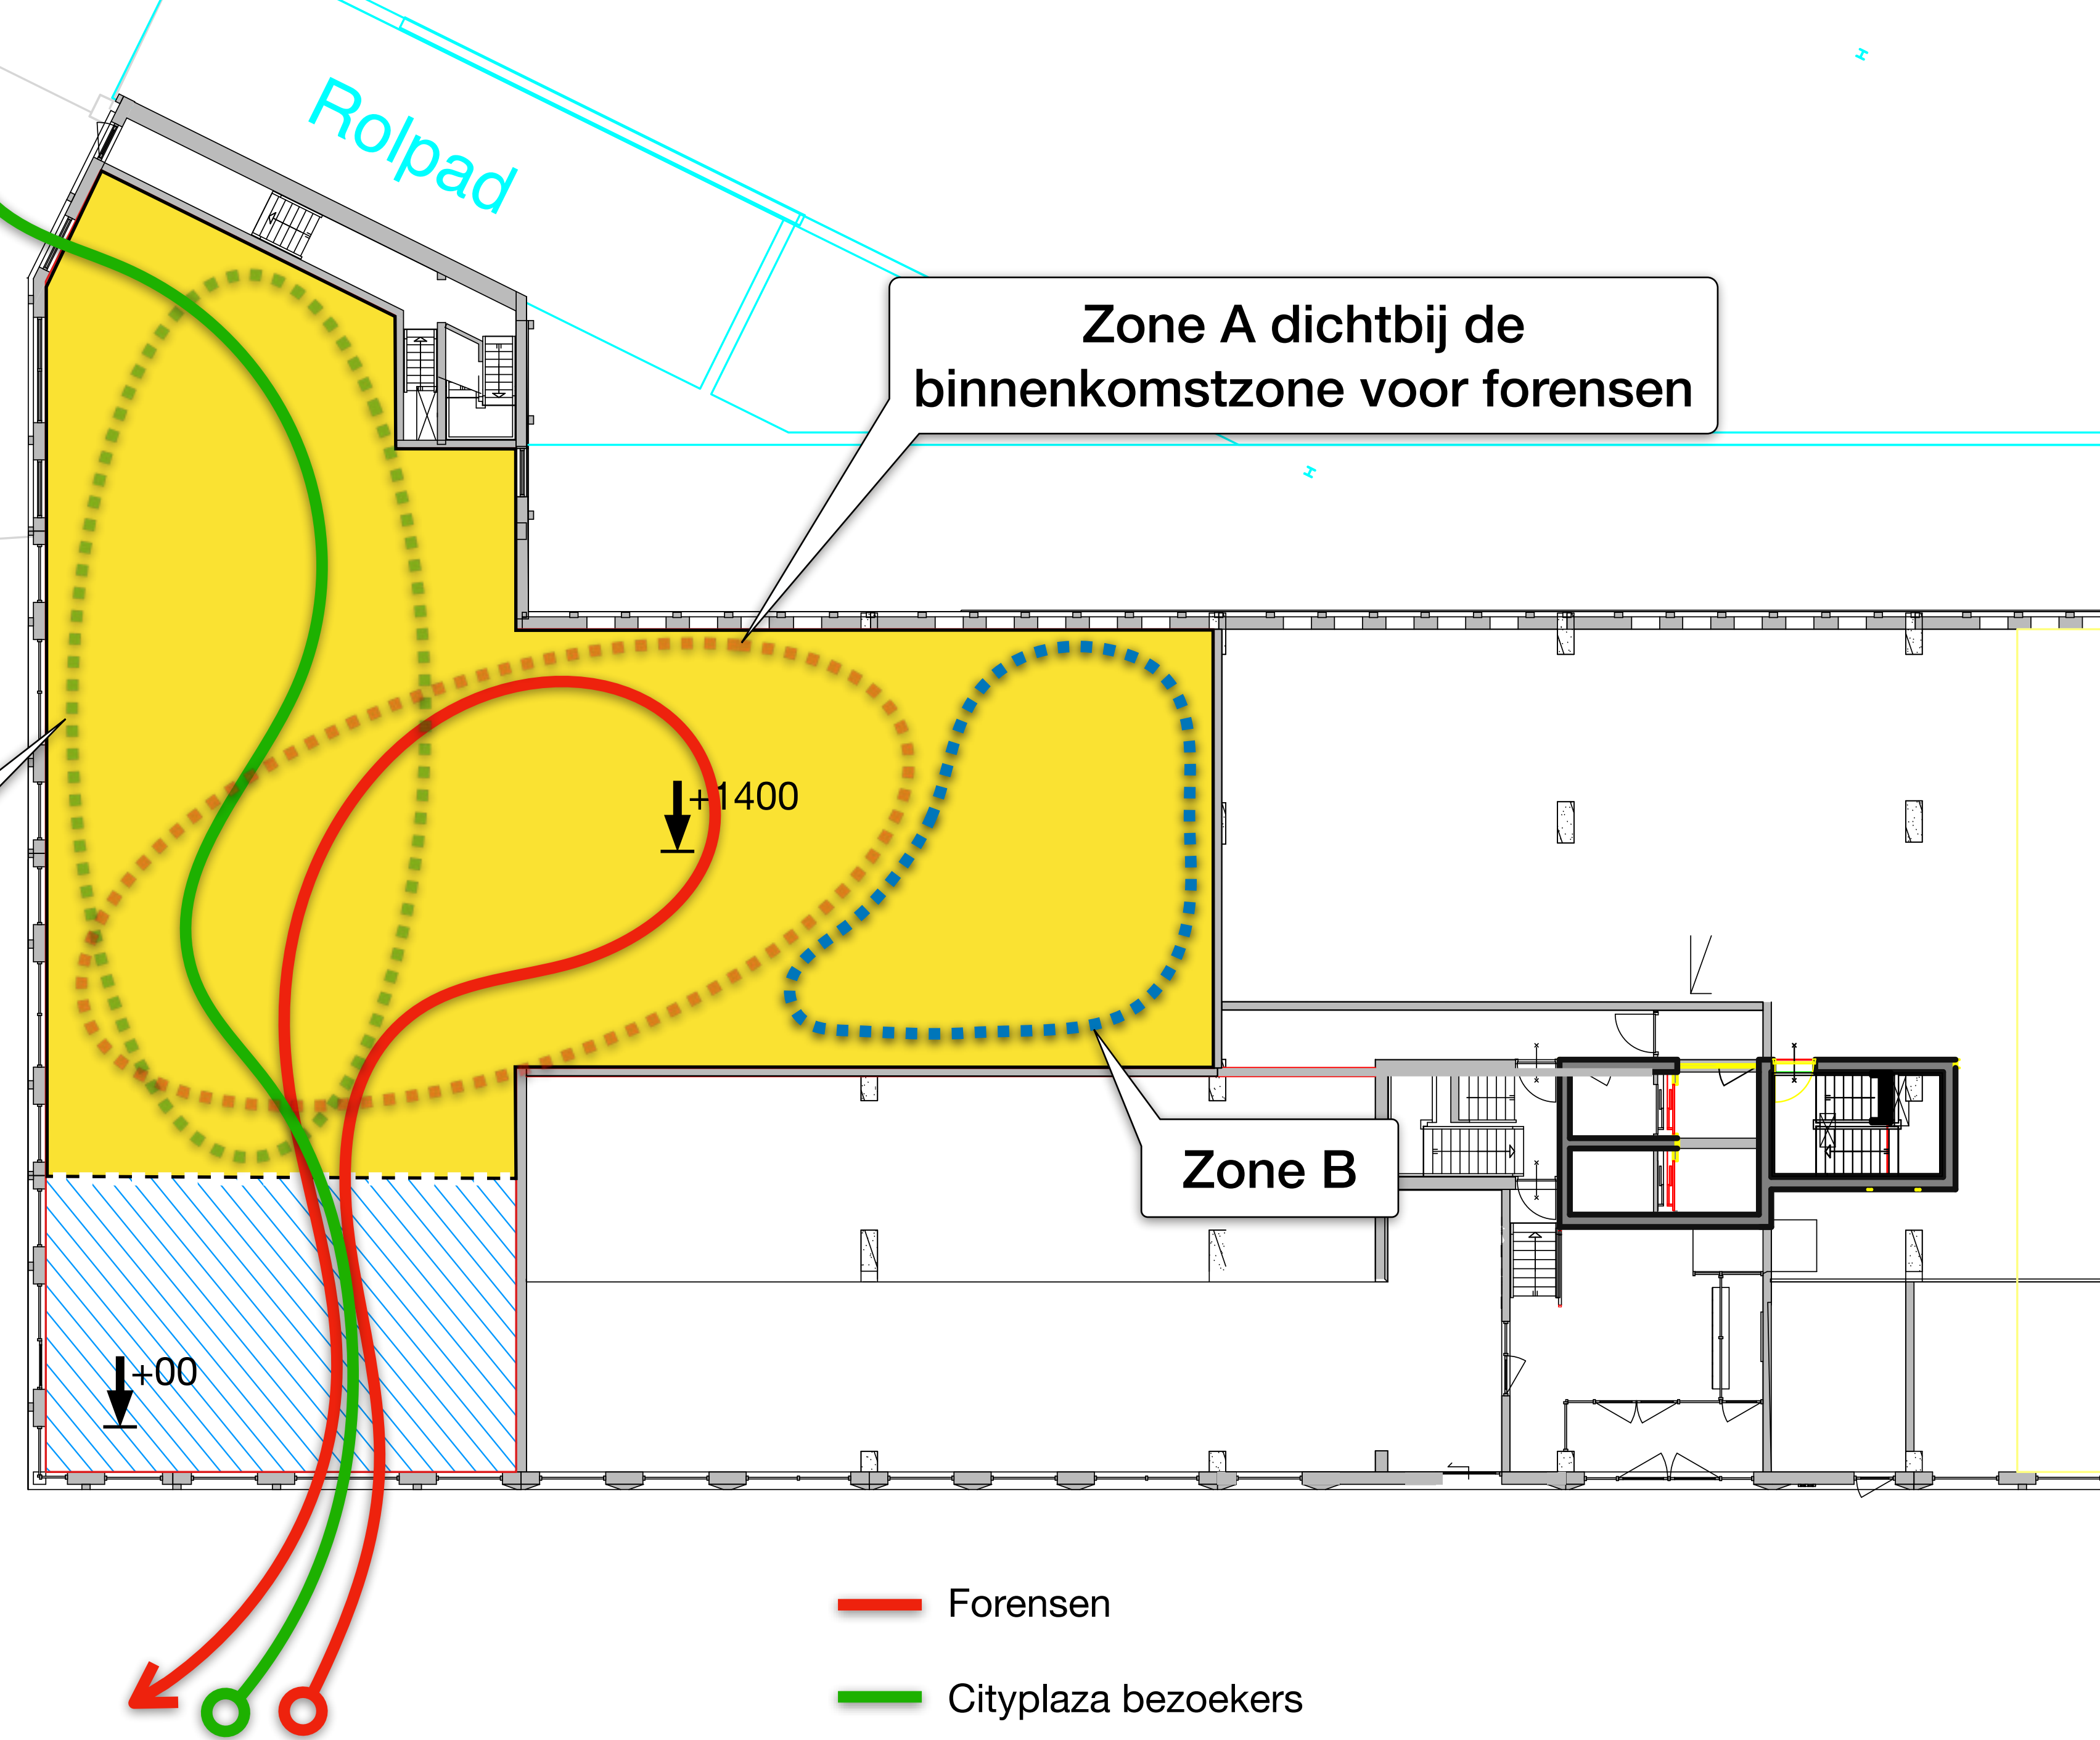 Rolpad
Zone A dichtbij de
binnenkomstzone voor forensen
+1400
Zone B
+00
Forensen
Cityplaza bezoekers